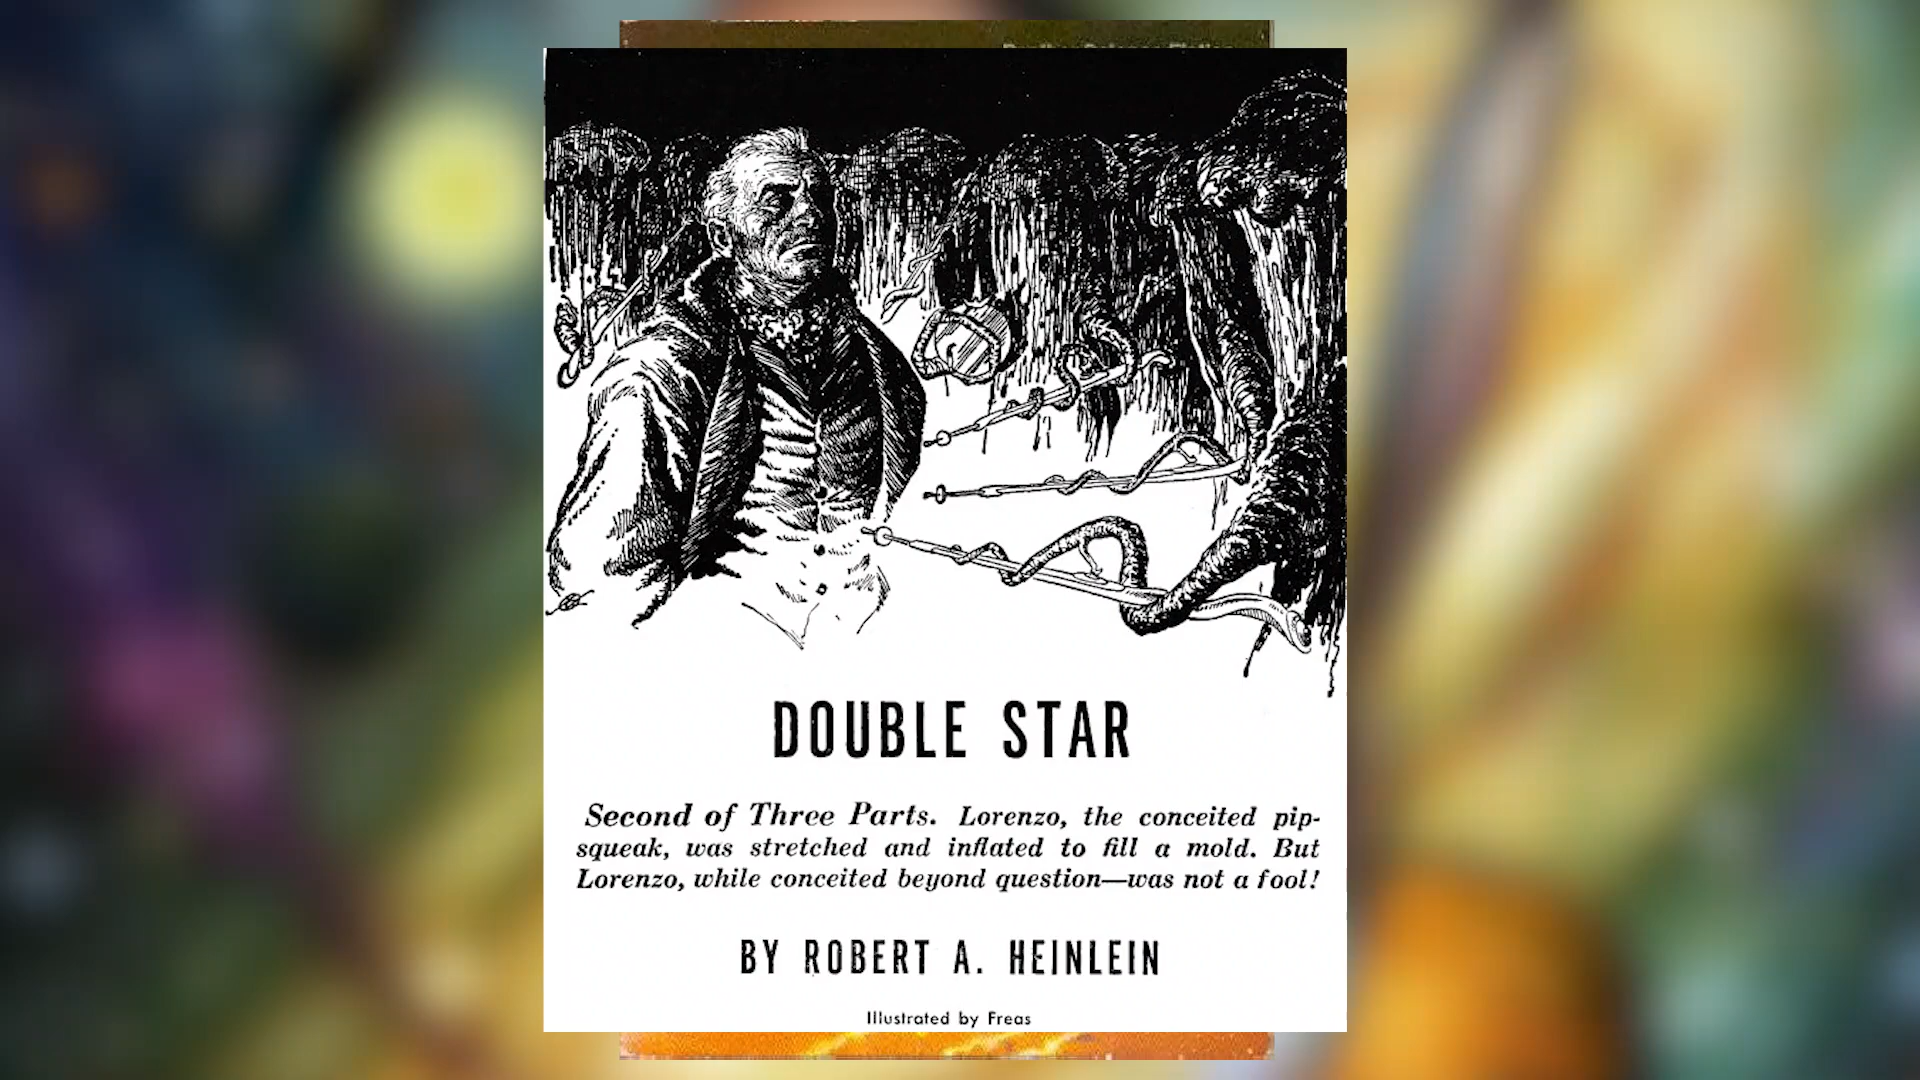 DOUBLE STAR
Second of Three Parts. Lorenzo, the conceited pip-
squeak, was stretched and inflated to fill a mold. But
Lorenzo, while conceited beyond question—was not a fool!
BY ROBERT A. HEINLEIN
Illustrated by Freas